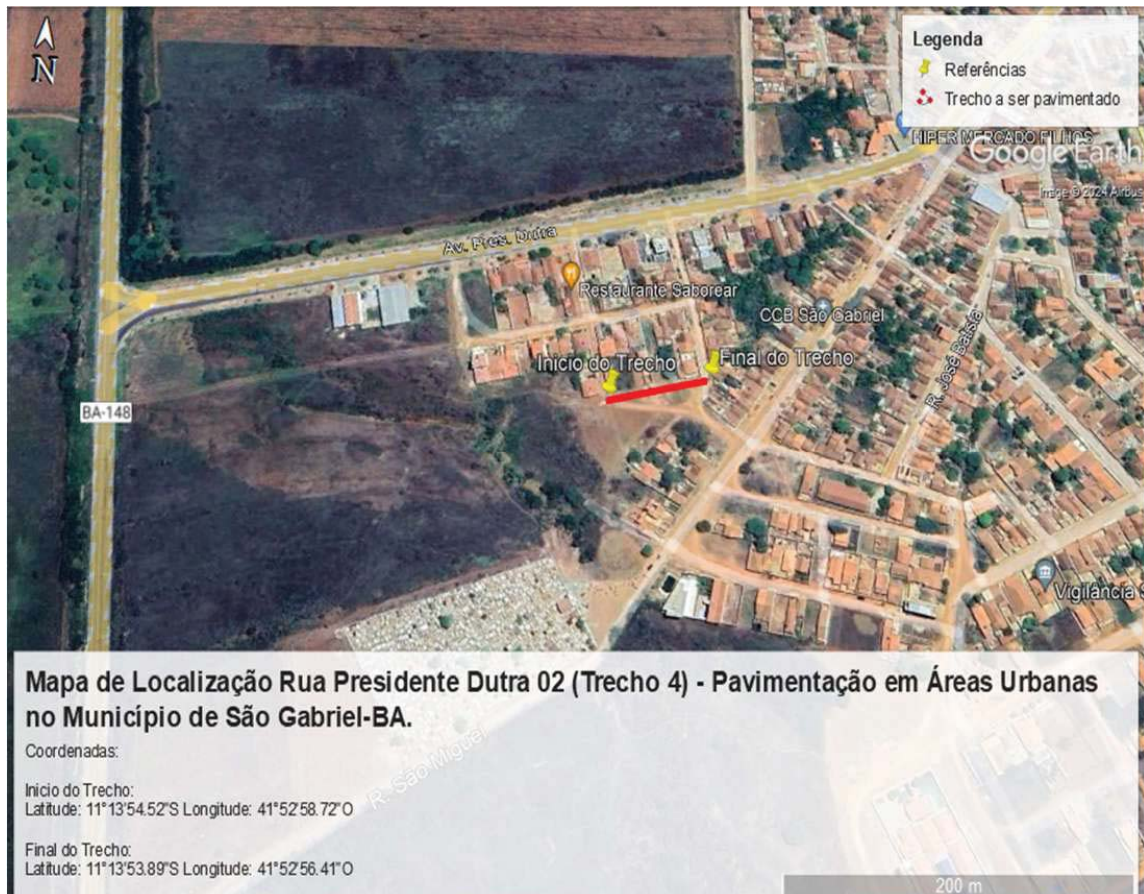 N
Legenda
Referências
Trecho a ser pavimentado
HIPER MERCADO FILHOS
Google Earth
Image © 2024 Airbus
Av. Pres. Dutra
Restaurante Saborear
CCB São Gabriel
R. José Batista
Inicio do Trecho
Final do Trecho
BA-148
Vigilância S
Mapa de Localização Rua Presidente Dutra 02 (Trecho 4) - Pavimentação em Áreas Urbanas
no Município de São Gabriel-BA.
Coordenadas:
R. São Miguel
Inicio do Trecho:
Latitude: 11°13'54.52"S Longitude: 41°52'58.72"O
Final do Trecho:
Latitude: 11°13'53.89"S Longitude: 41°52'56.41"O
200 m